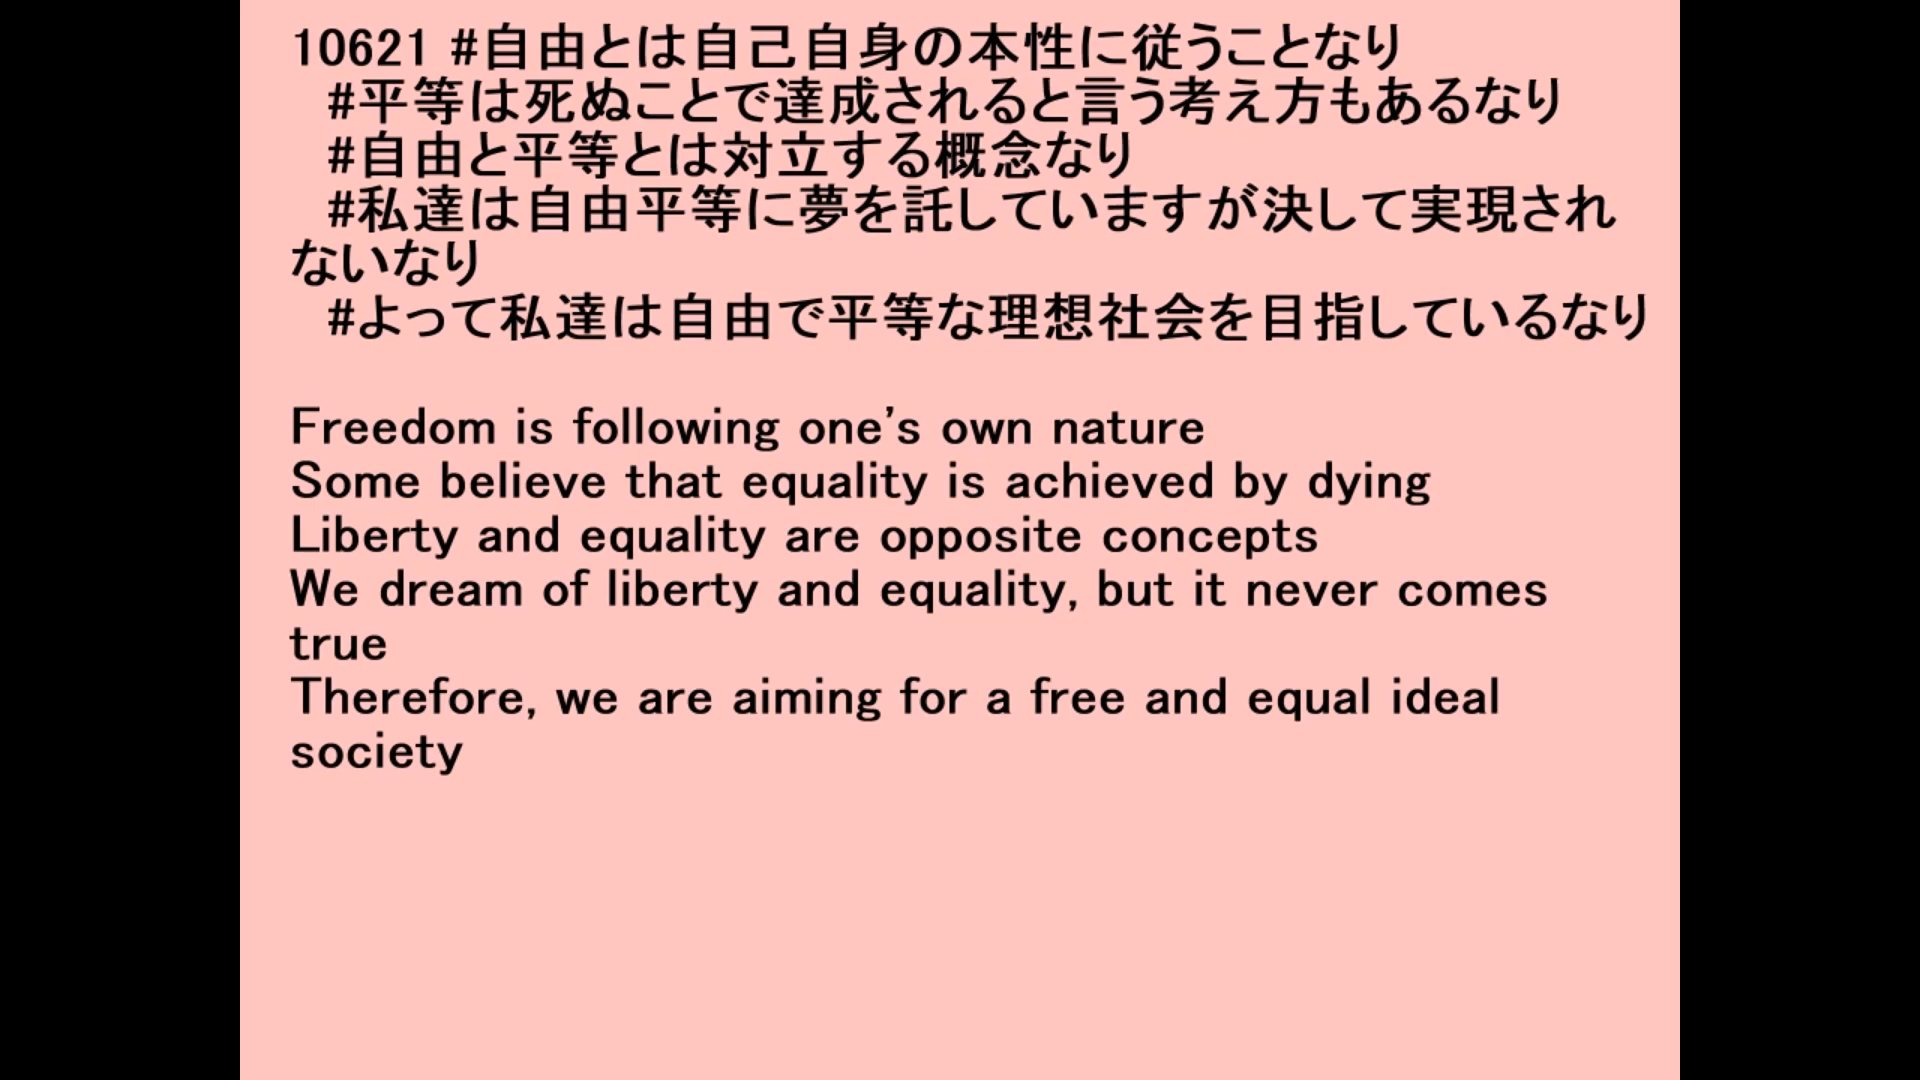 10621 #自由とは自己自身の本性に従うことなり
#平等は死ぬことで達成されると言う考え方もあるなり
#自由と平等とは対立する概念なり
#私達は自由平等に夢を託していますが決して実現され
ないなり
#よって私達は自由で平等な理想社会を目指しているなり
Freedom is following one's own nature
Some believe that equality is achieved by dying
Liberty and equality are opposite concepts
We dream of liberty and equality, but it never comes
true
Therefore, we are aiming for a free and equal ideal
society